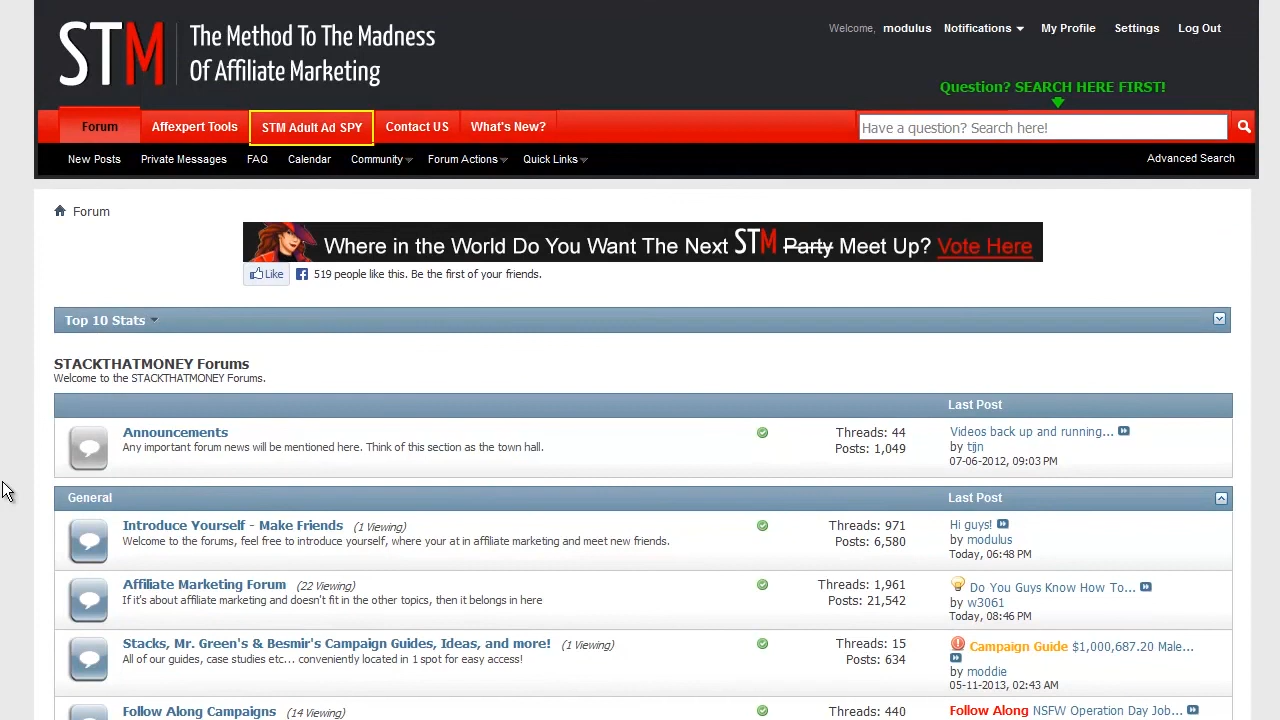 STM
The Method To The Madness
Of Affiliate Marketing
Welcome, modulus Notifications My Profile Settings Log Out
Question? SEARCH HERE FIRST!
Forum Affexpert Tools STM Adult Ad SPY Contact US What's New? Have a question? Search here!
New Posts Private Messages FAQ Calendar Community Forum Actions Quick Links Advanced Search
Forum
Where in the World Do You Want The Next STM Party Meet Up? Vote Here
Like 519 people like this. Be the first of your friends.
Top 10 Stats
STACKTHATMONEY Forums
Welcome to the STACKTHATMONEY Forums.
Last Post
Announcements
Any important forum news will be mentioned here. Think of this section as the town hall.
Threads: 44
Posts: 1,049
Videos back up and running...
by tijn
07-06-2012, 09:03 PM
General Last Post
Introduce Yourself - Make Friends (1 Viewing)
Welcome to the forums, feel free to introduce yourself, where your at in affiliate marketing and meet new friends.
Threads: 971
Posts: 6,580
Hi guys!
by modulus
Today, 06:48 PM
Affiliate Marketing Forum (22 Viewing)
If it's about affiliate marketing and doesn't fit in the other topics, then it belongs in here
Threads: 1,961
Posts: 21,542
Do You Guys Know How To...
by w3061
Today, 08:46 PM
Stacks, Mr. Green's & Besmir's Campaign Guides, Ideas, and more! (1 Viewing)
All of our guides, case studies etc... conveniently located in 1 spot for easy access!
Threads: 15
Posts: 634
Campaign Guide $1,000,687.20 Male...
by moddie
05-11-2013, 02:43 AM
Follow Along Campaigns (14 Viewing)
Threads: 440
Follow Along NSFW Operation Day Job...